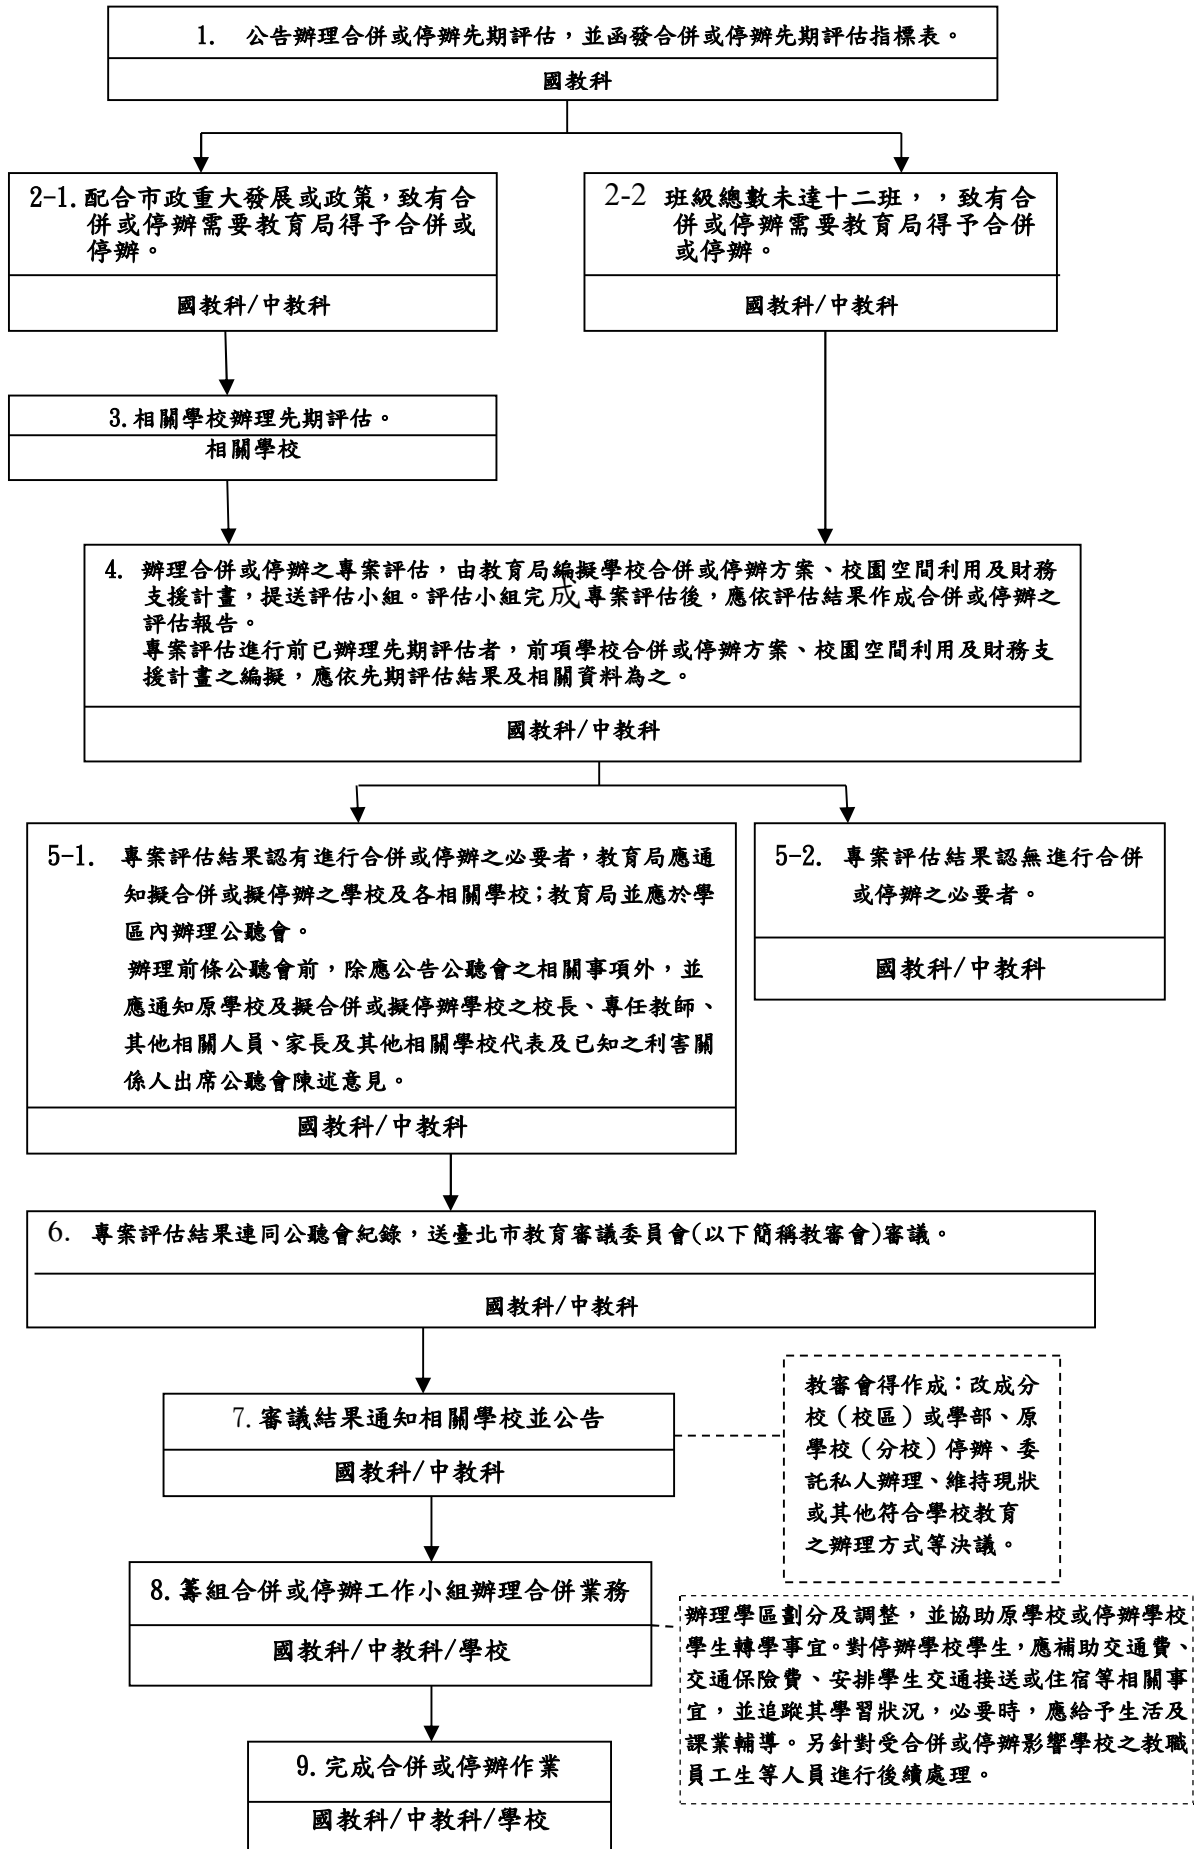 1. 公告辦理合併或停辦先期評估，並函發合併或停辦先期評估指標表。
國教科
2-1.配合市政重大發展或政策，致有合
併或停辦需要教育局得予合併或
停辦。
國教科/中教科
2-2 班級總數未達十二班，，致有合
併或停辦需要教育局得予合併
或停辦。
國教科/中教科
3.相關學校辦理先期評估。
相關學校
4. 辦理合併或停辦之專案評估，由教育局編擬學校合併或停辦方案、校園空間利用及財務
支援計畫，提送評估小組。評估小組完成專案評估後，應依評估結果作成合併或停辦之
評估報告。
專案評估進行前已辦理先期評估者，前項學校合併或停辦方案、校園空間利用及財務支
援計畫之編擬，應依先期評估結果及相關資料為之。
國教科/中教科
5-1. 專案評估結果認有進行合併或停辦之必要者，教育局應通
知擬合併或擬停辦之學校及各相關學校；教育局並應於學
區內辦理公聽會。
辦理前條公聽會前，除應公告公聽會之相關事項外，並
應通知原學校及擬合併或擬停辦學校之校長、專任教師、
其他相關人員、家長及其他相關學校代表及已知之利害關
係人出席公聽會陳述意見。
國教科/中教科
5-2. 專案評估結果認無進行合併
或停辦之必要者。
國教科/中教科
6. 專案評估結果連同公聽會紀錄，送臺北市教育審議委員會(以下簡稱教審會)審議。
國教科/中教科
7.審議結果通知相關學校並公告
國教科/中教科
教審會得作成：改成分
校（校區）或學部、原
學校（分校）停辦、委
託私人辦理、維持現狀
或其他符合學校教育
之辦理方式等決議。
8.籌組合併或停辦工作小組辦理合併業務
國教科/中教科/學校
辦理學區劃分及調整，並協助原學校或停辦學校
學生轉學事宜。對停辦學校學生，應補助交通費、
交通保險費、安排學生交通接送或住宿等相關事
宜，並追蹤其學習狀況，必要時，應給予生活及
課業輔導。另針對受合併或停辦影響學校之教職
員工生等人員進行後續處理。
9.完成合併或停辦作業
國教科/中教科/學校